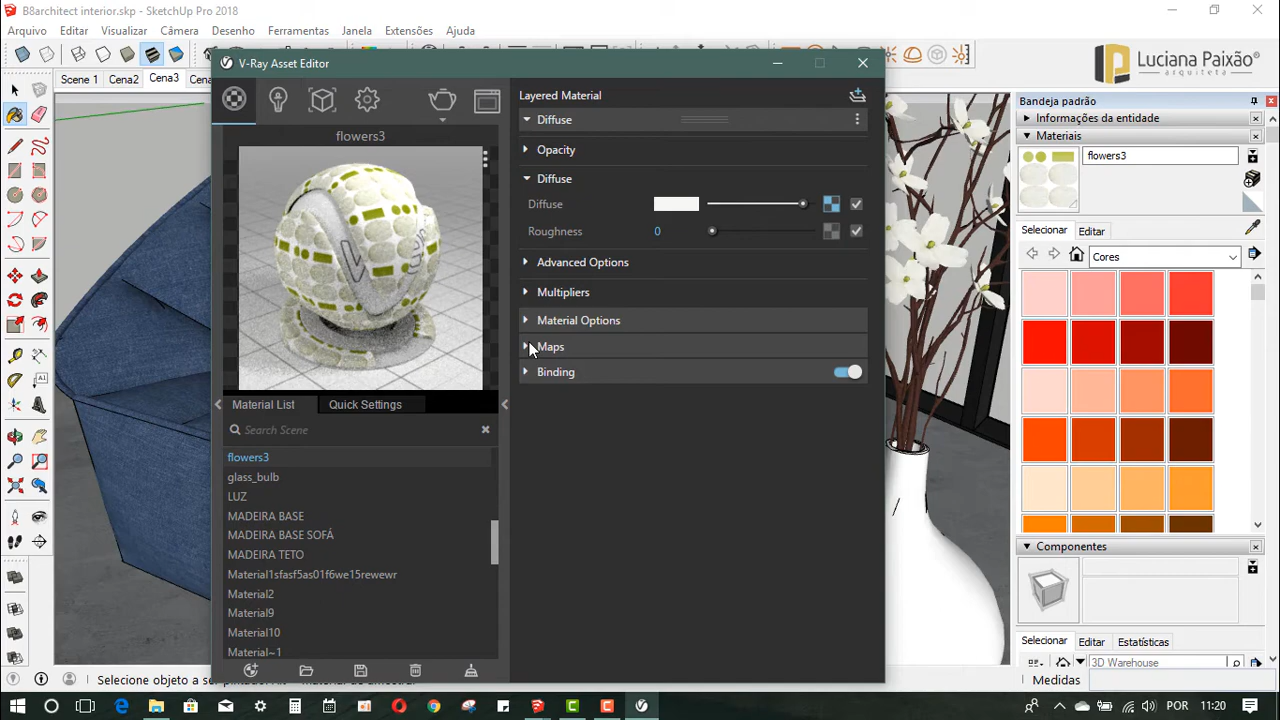 B8architect interior.skp - SketchUp Pro 2018
Arquivo Editar Visualizar Câmera Desenho Ferramentas Janela Extensões Ajuda
Scene 1 Cena2 Cena3
V-Ray Asset Editor
Luciana Paixão
arquiteta
flowers3
Layered Material
Diffuse
Opacity
Diffuse
Diffuse
Roughness 0
Advanced Options
Multipliers
Material Options
Maps
Binding
Material List Quick Settings
Search Scene
flowers3
glass_bulb
LUZ
MADEIRA BASE
MADEIRA BASE SOFÁ
MADEIRA TETO
Material1sfasf5as01f6we15rewewr
Material2
Material9
Material10
Material~1
Bandeja padrão
Informações da entidade
Materiais
flowers3
Selecionar Editar
Cores
Componentes
Selecionar Editar Estatísticas
3D Warehouse
Medidas
POR 11:20